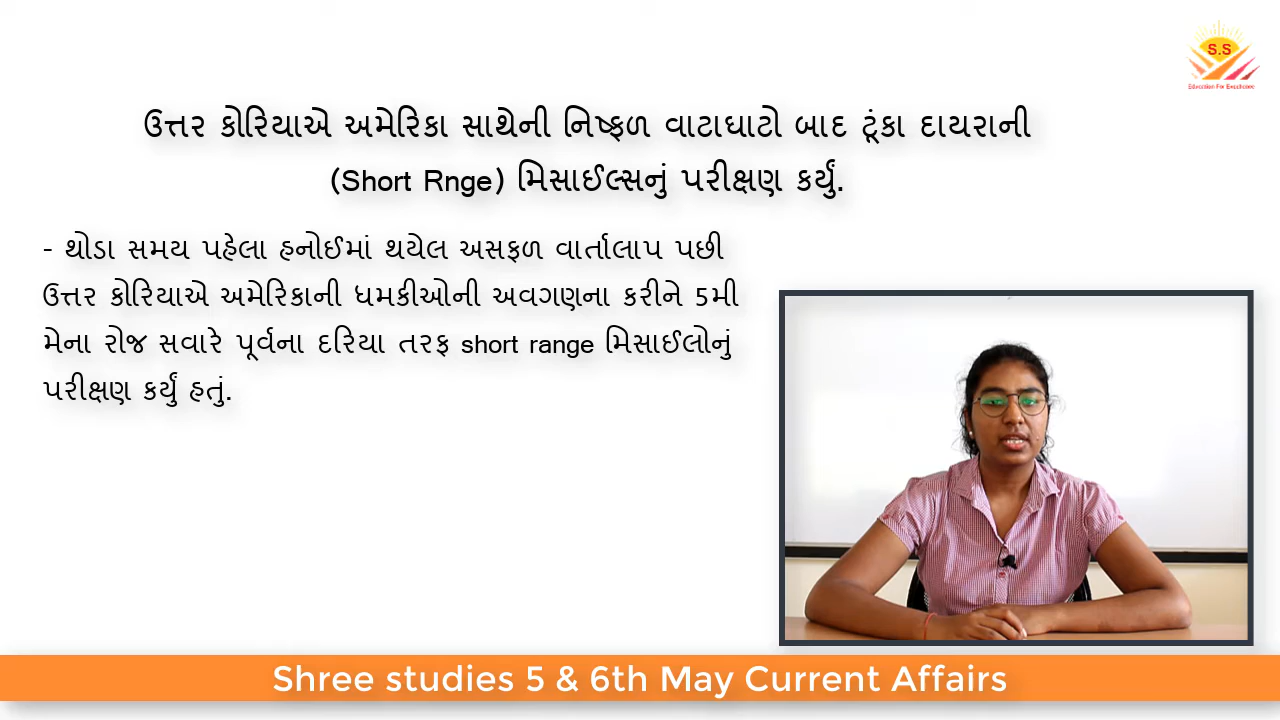 S.S
Education For Excellence
ઉત્તર કોરિયાએ અમેરિકા સાથેની નિષ્ફળ વાટાઘાટો બાદ ટૂંકા દાયરાની
(Short Rnge) મિસાઈલ્સનું પરીક્ષણ કર્યું.
- થોડા સમય પહેલા હનોઈમાં થયેલ અસફળ વાર્તાલાપ પછી
ઉત્તર કોરિયાએ અમેરિકાની ધમકીઓની અવગણના કરીને 5મી
મેના રોજ સવારે પૂર્વના દરિયા તરફ short range મિસાઈલોનું
પરીક્ષણ કર્યું હતું.
Shree studies 5 & 6th May Current Affairs